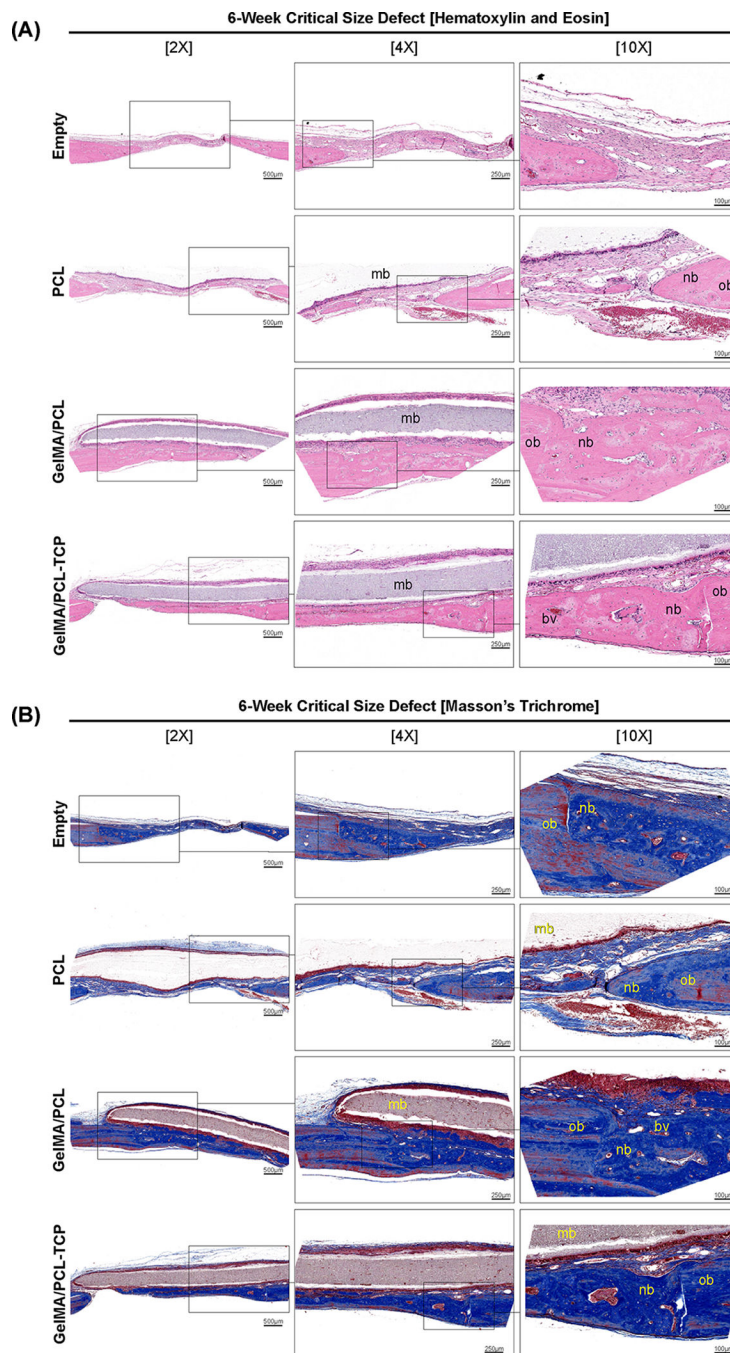 (A)
6-Week Critical Size Defect [Hematoxylin and Eosin]
[2X] [4X] [10X]
Empty
500μm 250μm 100μm
PCL
mb
nb ob
500μm 250μm 100μm
GelMA/PCL
mb
ob nb
500μm 250μm 100μm
GelMA/PCL-TCP
mb
ob
nb
bv
500μm 250μm 100μm
(B)
6-Week Critical Size Defect [Masson's Trichrome]
[2X] [4X] [10X]
Empty
nb
ob
500μm 250μm 100μm
PCL
mb
ob
nb
500μm 250μm 100μm
GelMA/PCL
mb
ob bv
nb
500μm 250μm 100μm
GelMA/PCL-TCP
mb
nb ob
500μm 250μm 100μm